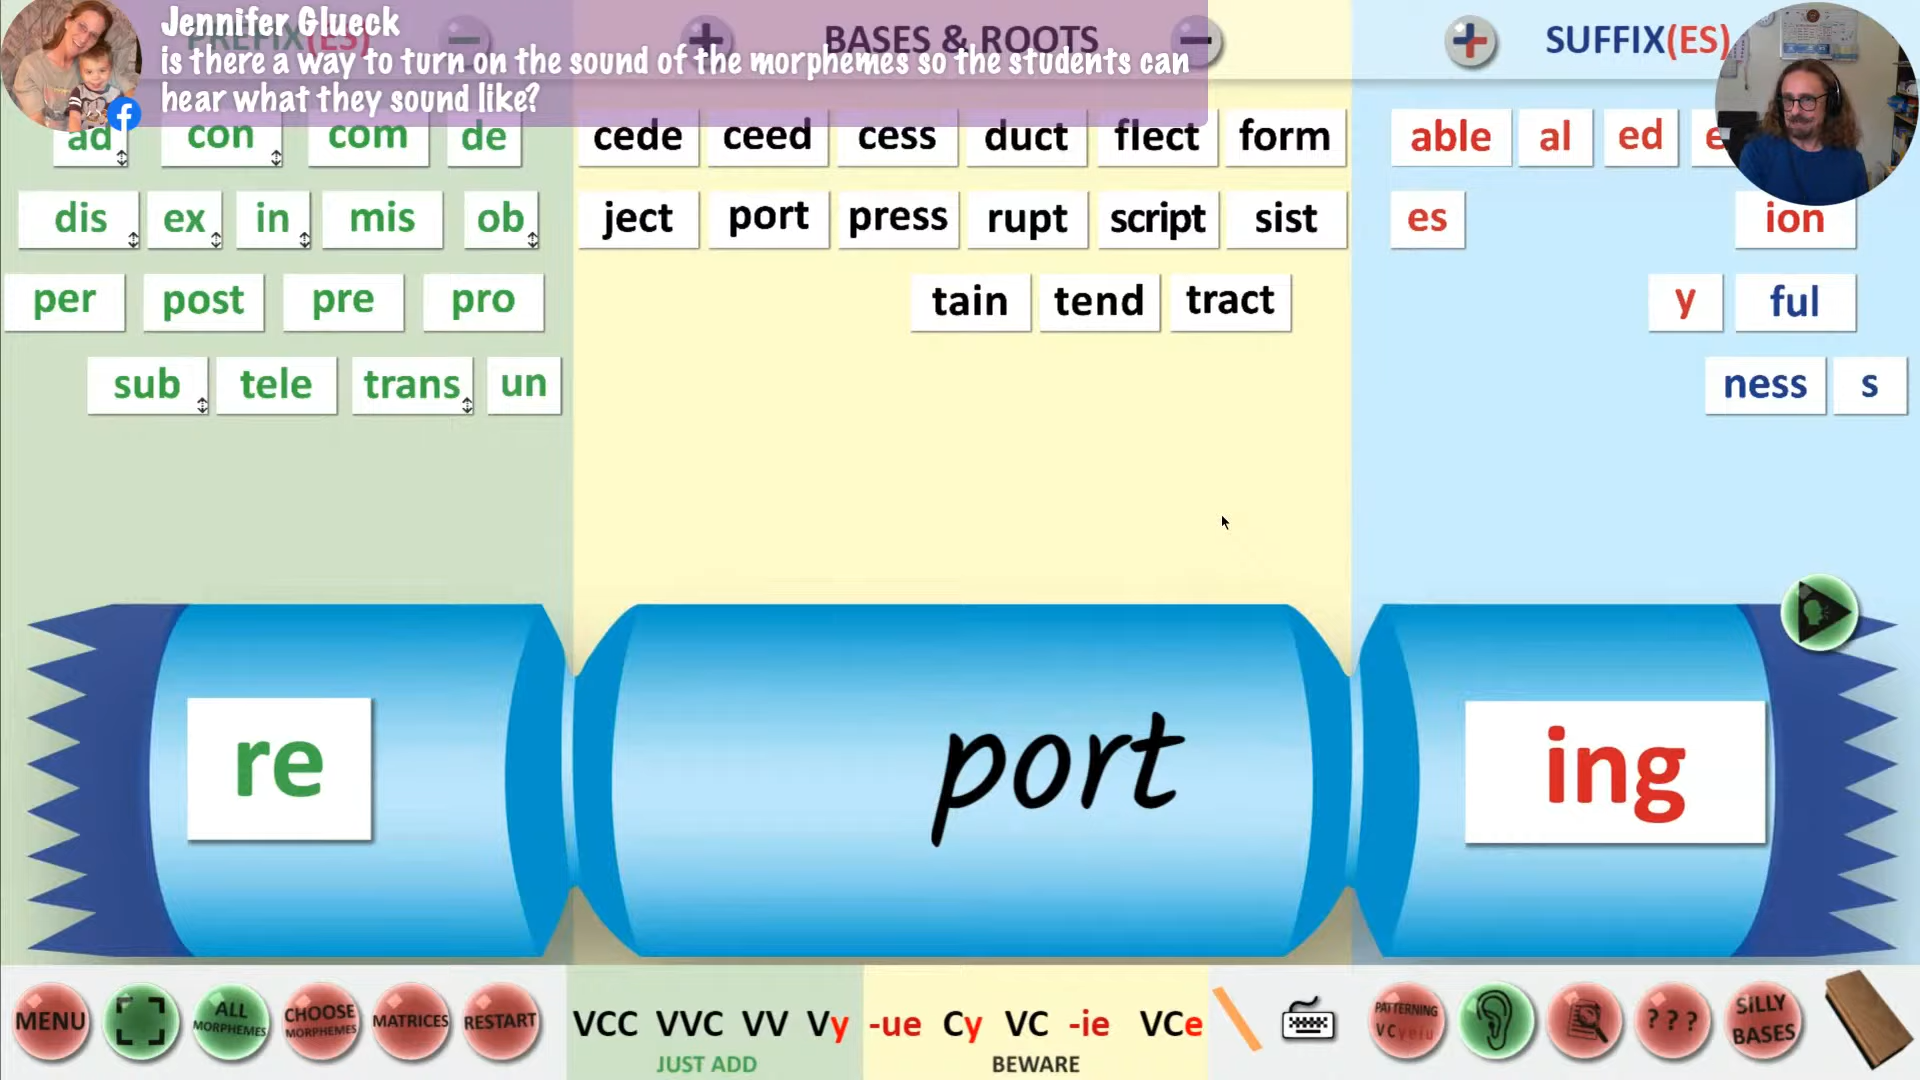 Jennifer Glueck
is there a way to turn on the sound of the morphemes so the students can
hear what they sound like?
PREFIX(ES)
BASES & ROOTS
SUFFIX(ES)
ad con com de
dis ex in mis ob
per post pre pro
sub tele trans un
cede ceed cess duct flect form
ject port press rupt script sist
tain tend tract
able al ed
es ion
y ful
ness s
re port ing
MENU
ALL MORPHEMES
CHOOSE MORPHEMES
MATRICES
RESTART
VCC VVC VV Vy -ue Cy VC -ie VCe
JUST ADD
BEWARE
PATTERNING
VCyeiu
? ? ?
SiLLY
BASES